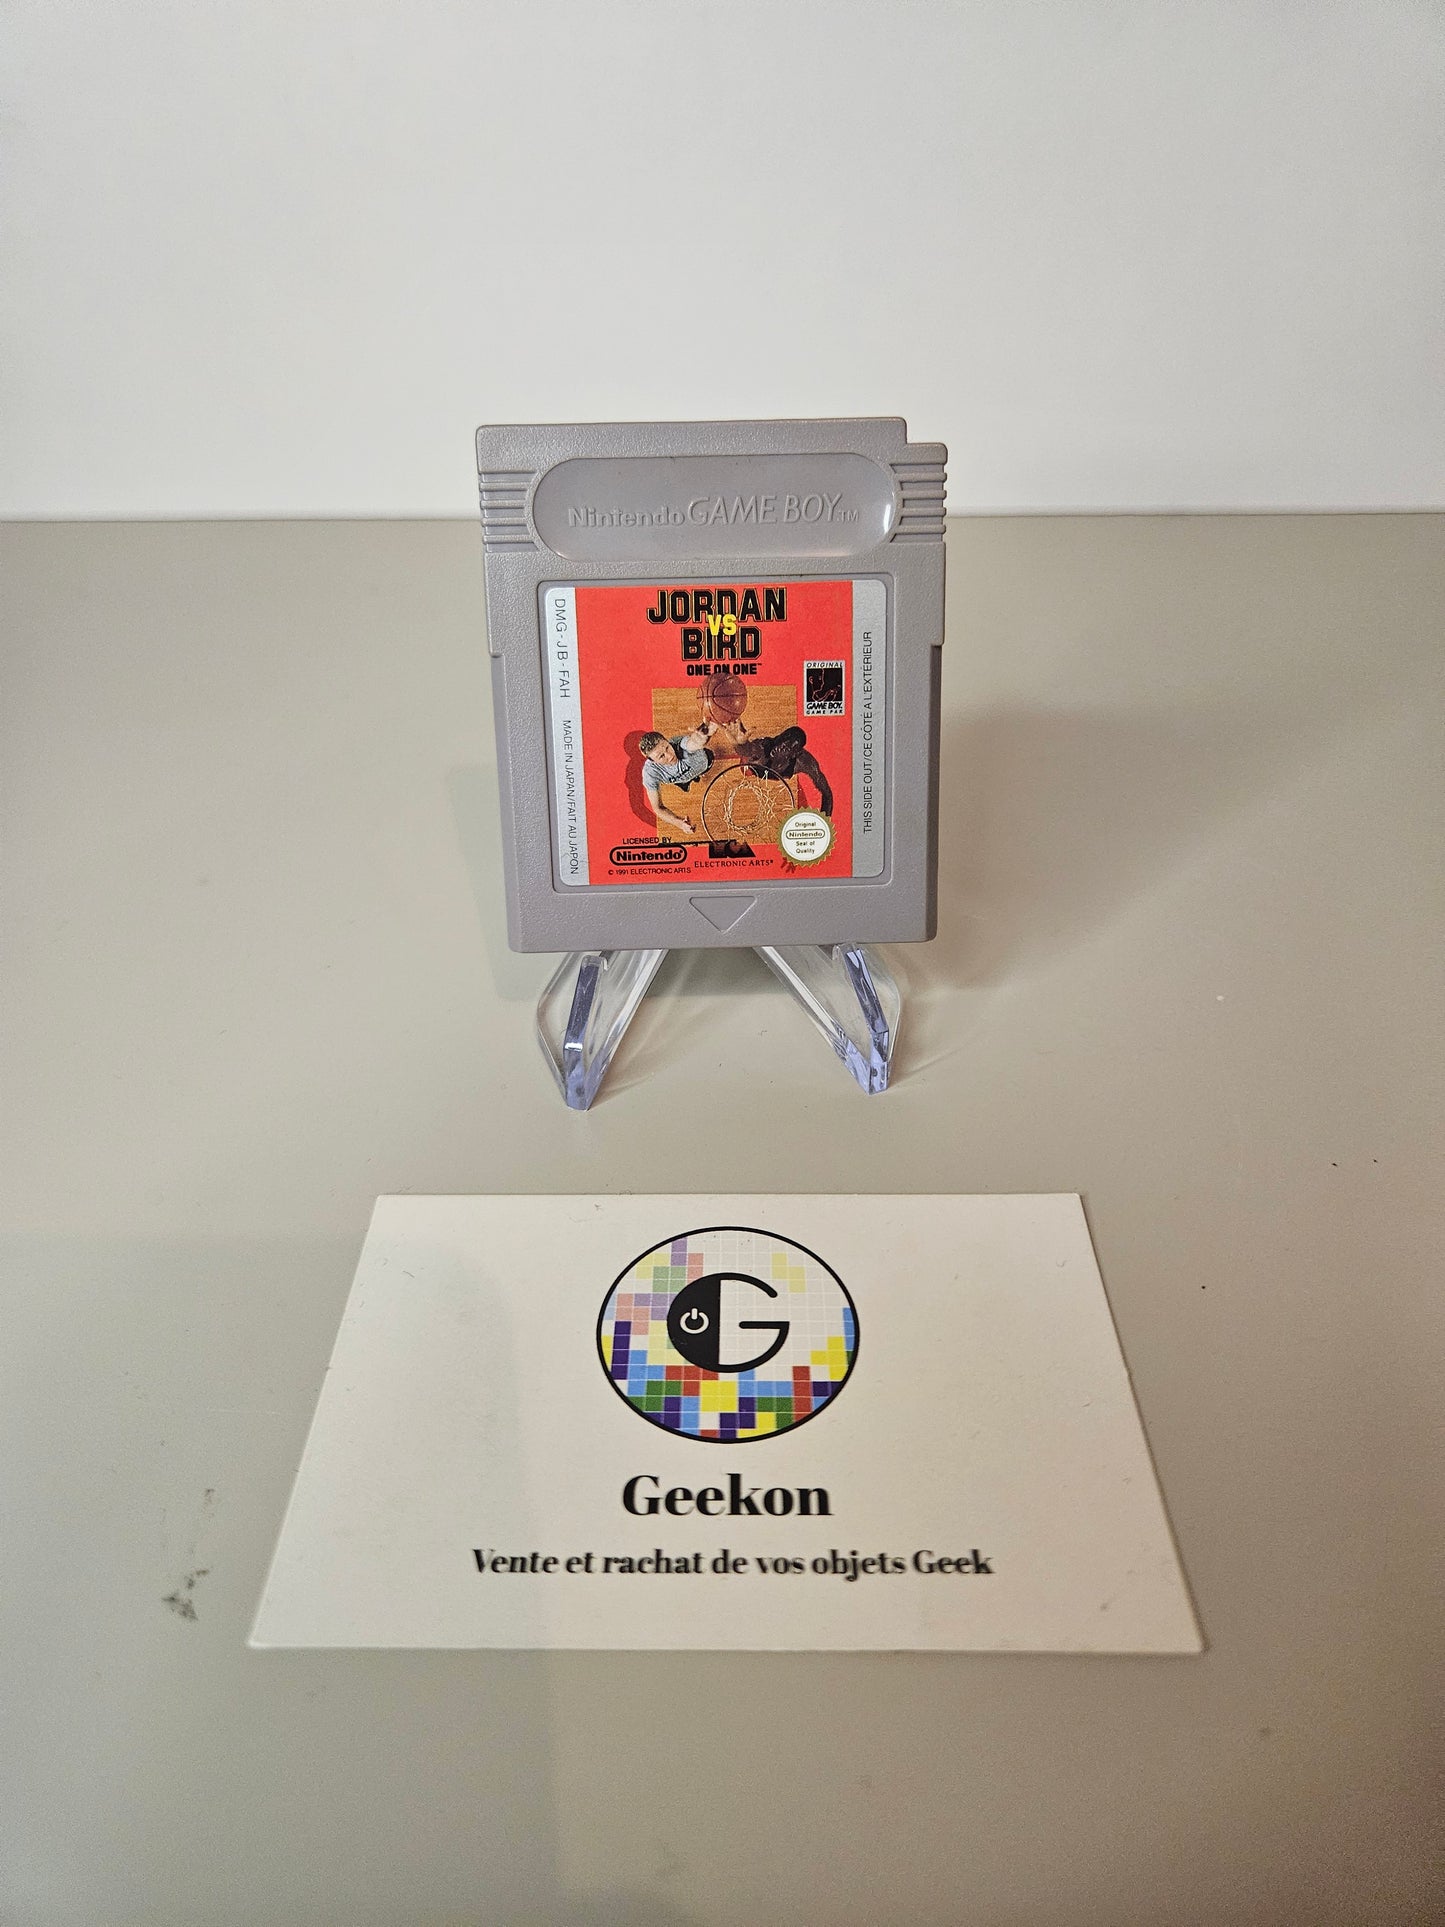 Nintendo GAME BOY TM
DMG-JB-FAH MADE IN JAPAN/FAIT AU JAPON
JORDAN
VS
BIRD
ONE ON ONE™
ORIGINAL
Nintendo
GAME BOY
GAME PAK
THIS SIDE OUT/CE COTE A L'EXTERIEUR
Original
Nintendo
Seal of
Quality
LICENSED BY
Nintendo
ELECTRONIC ARTS®
© 1991 ELECTRONIC ARTS
G
Geekon
Vente et rachat de vos objets Geek